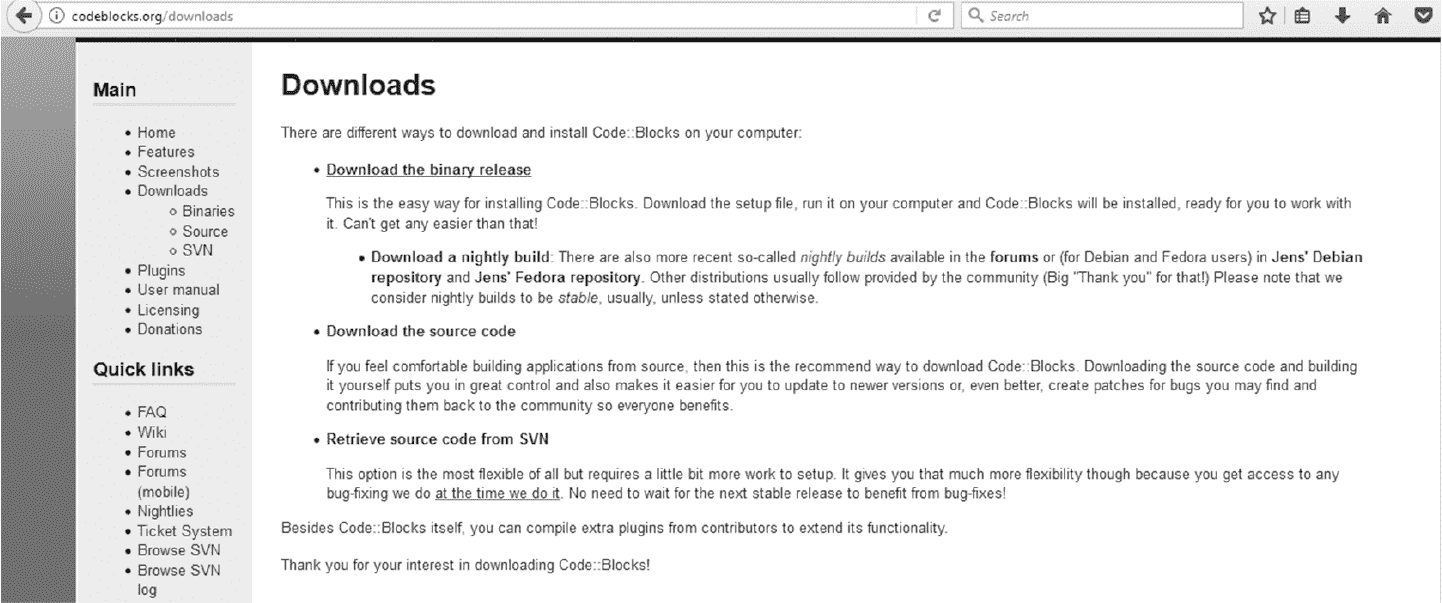 codeblocks.org/downloads
Search
Main
Home
Features
Screenshots
Downloads
Binaries
Source
SVN
Plugins
User manual
Licensing
Donations
Quick links
FAQ
Wiki
Forums
Forums
(mobile)
Nightlies
Ticket System
Browse SVN
Browse SVN
log
Downloads
There are different ways to download and install Code::Blocks on your computer:
Download the binary release
This is the easy way for installing Code::Blocks. Download the setup file, run it on your computer and Code::Blocks will be installed, ready for you to work with
it. Can't get any easier than that!
Download a nightly build: There are also more recent so-called nightly builds available in the forums or (for Debian and Fedora users) in Jens' Debian
repository and Jens' Fedora repository. Other distributions usually follow provided by the community (Big "Thank you" for that!) Please note that we
consider nightly builds to be stable, usually, unless stated otherwise.
Download the source code
If you feel comfortable building applications from source, then this is the recommend way to download Code::Blocks. Downloading the source code and building
it yourself puts you in great control and also makes it easier for you to update to newer versions or, even better, create patches for bugs you may find and
contributing them back to the community so everyone benefits.
Retrieve source code from SVN
This option is the most flexible of all but requires a little bit more work to setup. It gives you that much more flexibility though because you get access to any
bug-fixing we do at the time we do it. No need to wait for the next stable release to benefit from bug-fixes!
Besides Code::Blocks itself, you can compile extra plugins from contributors to extend its functionality.
Thank you for your interest in downloading Code::Blocks!